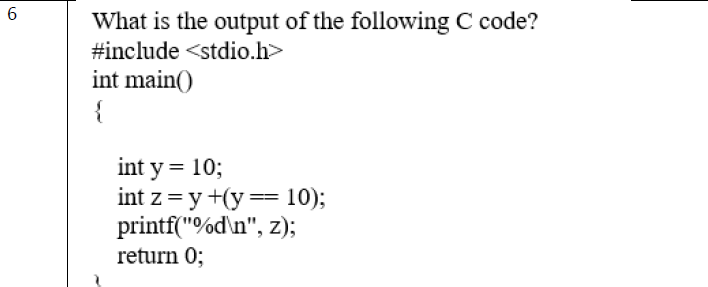 6
What is the output of the following C code?
#include <stdio.h>
int main()
{
int y = 10;
int z = y +(y == 10);
printf("%d\n", z);
return 0;
}